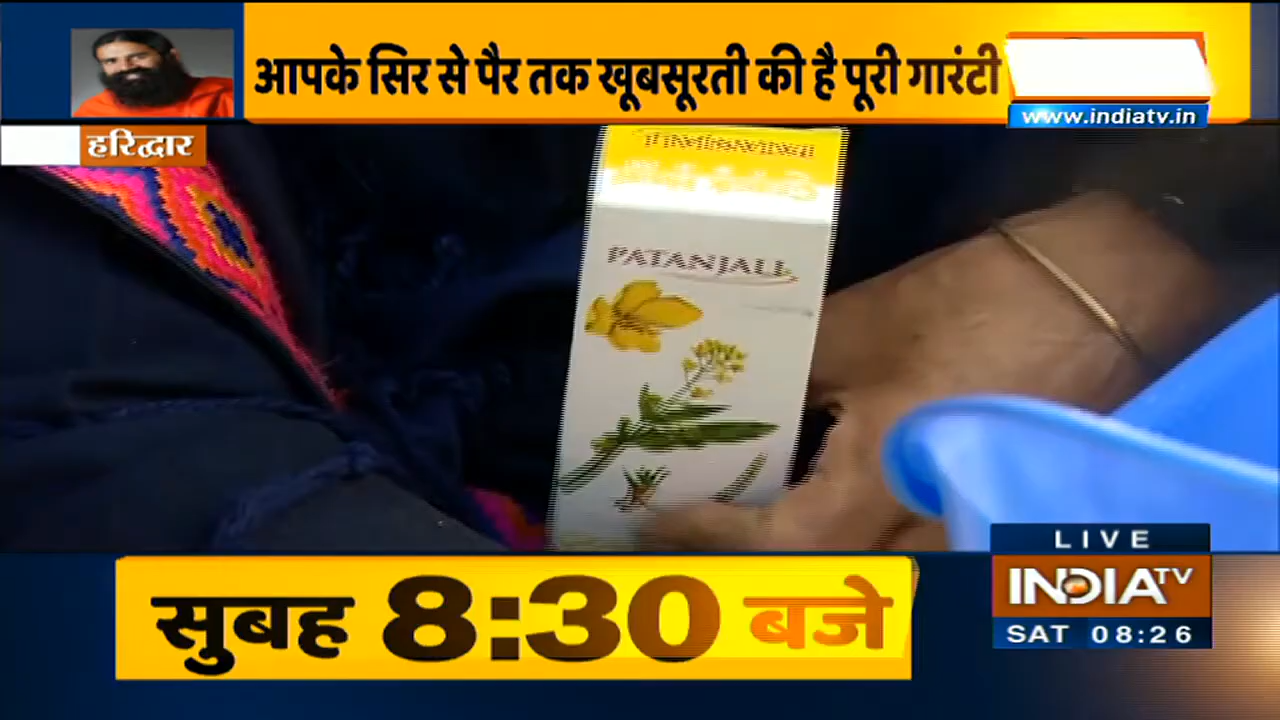 आपके सिर से पैर तक खूबसूरती की है पूरी गारंटी
www.indiatv.in
हरिद्वार
PATANJALI
सुबह 8:30 बजे
LIVE
INDIA TV
SAT 08:26